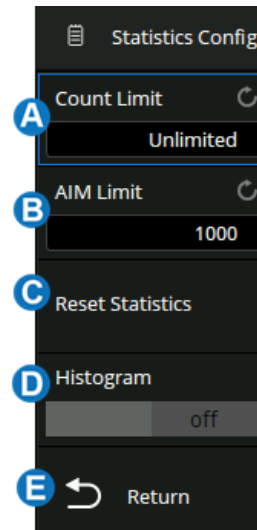 Statistics Config
A
Count Limit
Unlimited
B
AIM Limit
1000
C
Reset Statistics
D
Histogram
off
E
Return